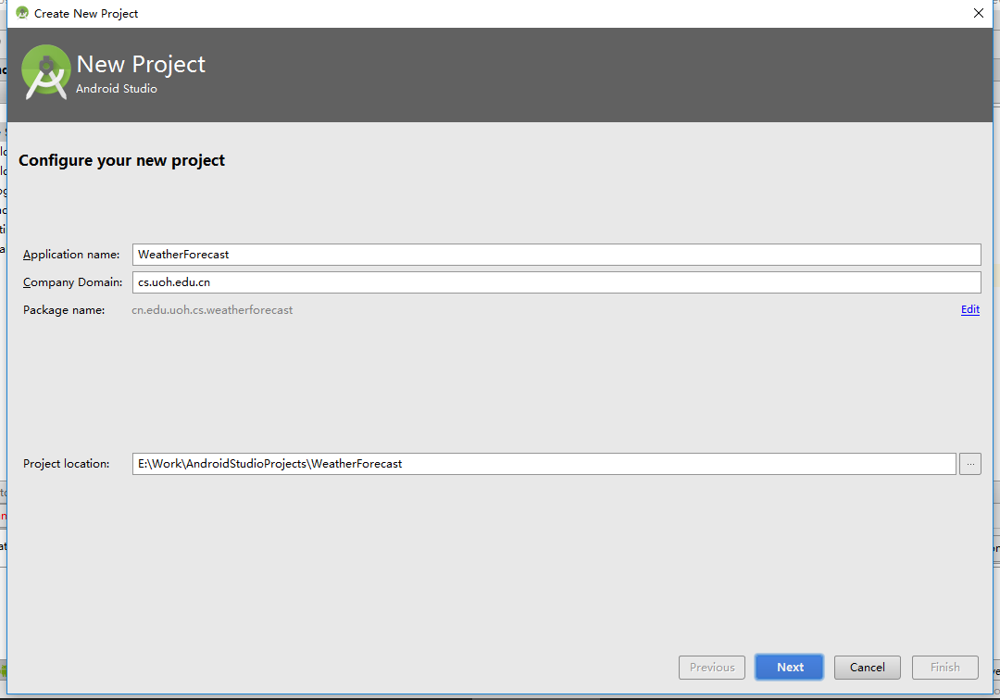 Create New Project
New Project
Android Studio
Configure your new project
Application name: WeatherForecast
Company Domain: cs.uoh.edu.cn
Package name: cn.edu.uoh.cs.weatherforecast Edit
Project location: E:\Work\AndroidStudioProjects\WeatherForecast ...
Previous Next Cancel Finish